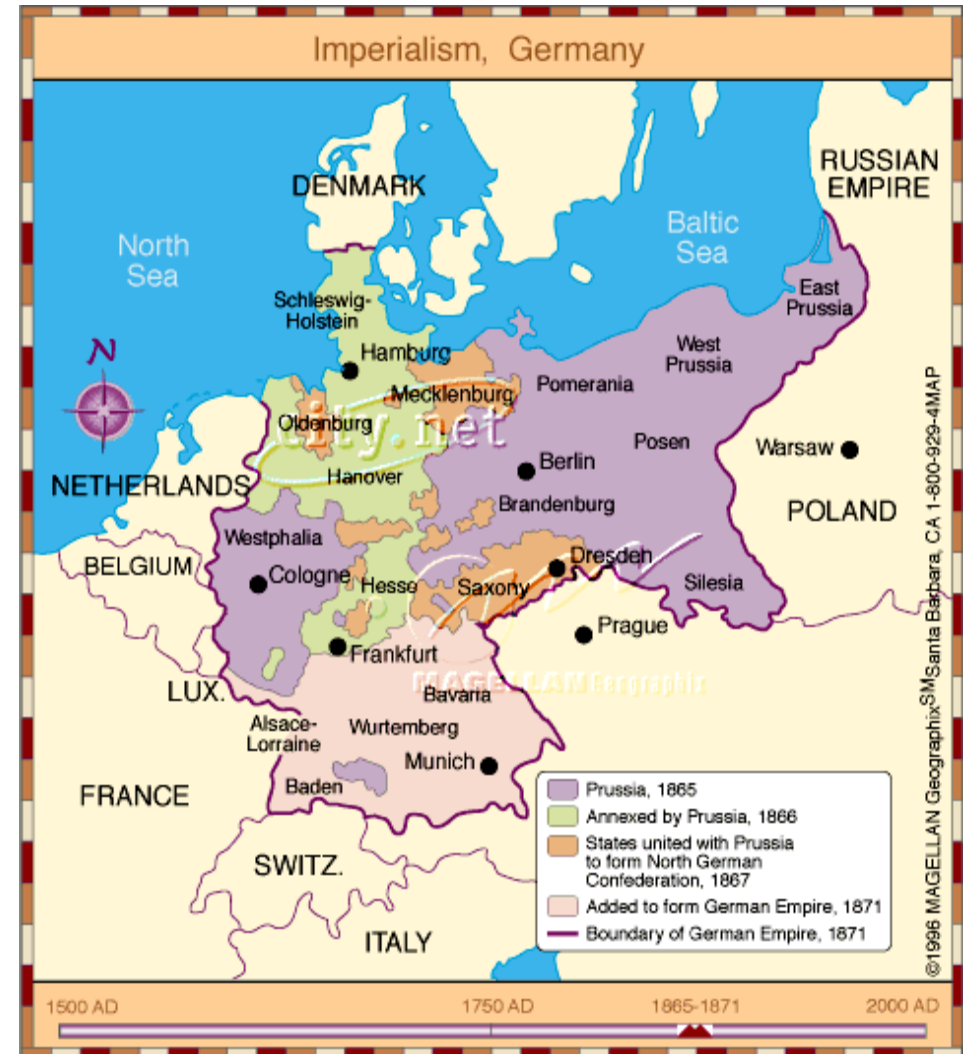 Imperialism, Germany
DENMARK
RUSSIAN
EMPIRE
North
Sea
Baltic
Sea
East
Prussia
Schleswig-
Holstein
West
Prussia
N
Hamburg
Mecklenburg
Pomerania
Oldenburg
city.net
Posen
Warsaw
Berlin
Hanover
NETHERLANDS
Brandenburg
POLAND
Westphalia
BELGIUM
Cologne
Hesse
Saxony
Dresden
Silesia
Prague
Frankfurt
MAGELLAN Geographix
LUX.
Bavaria
Alsace-
Lorraine
Wurtemberg
Munich
Baden
FRANCE
SWITZ.
ITALY
Prussia, 1865
Annexed by Prussia, 1866
States united with Prussia
to form North German
Confederation, 1867
Added to form German Empire, 1871
Boundary of German Empire, 1871
©1996 MAGELLAN GeographixSMSanta Barbara, CA 1-800-929-4MAP
1500 AD 1750 AD 1865-1871 2000 AD